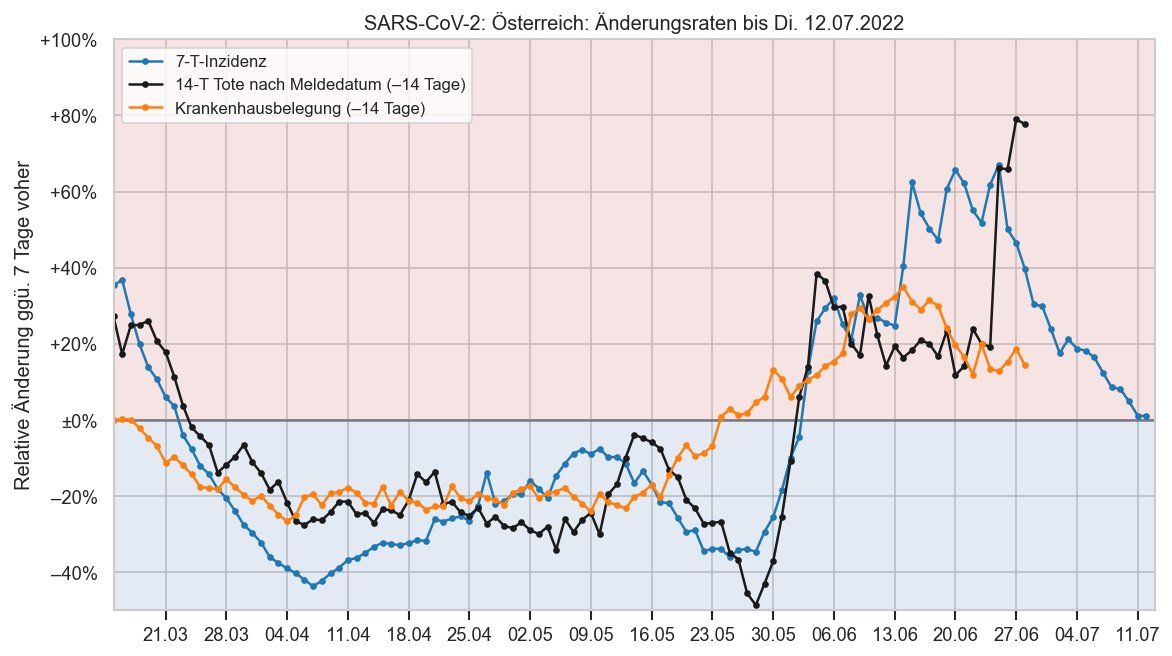 SARS-CoV-2: Österreich: Änderungsraten bis Di. 12.07.2022
Relative Änderung ggü. 7 Tage voher
+100%
+80%
+60%
+40%
+20%
±0%
–20%
–40%
7-T-Inzidenz
14-T Tote nach Meldedatum (–14 Tage)
Krankenhausbelegung (–14 Tage)
21.03 28.03 04.04 11.04 18.04 25.04 02.05 09.05 16.05 23.05 30.05 06.06 13.06 20.06 27.06 04.07 11.07